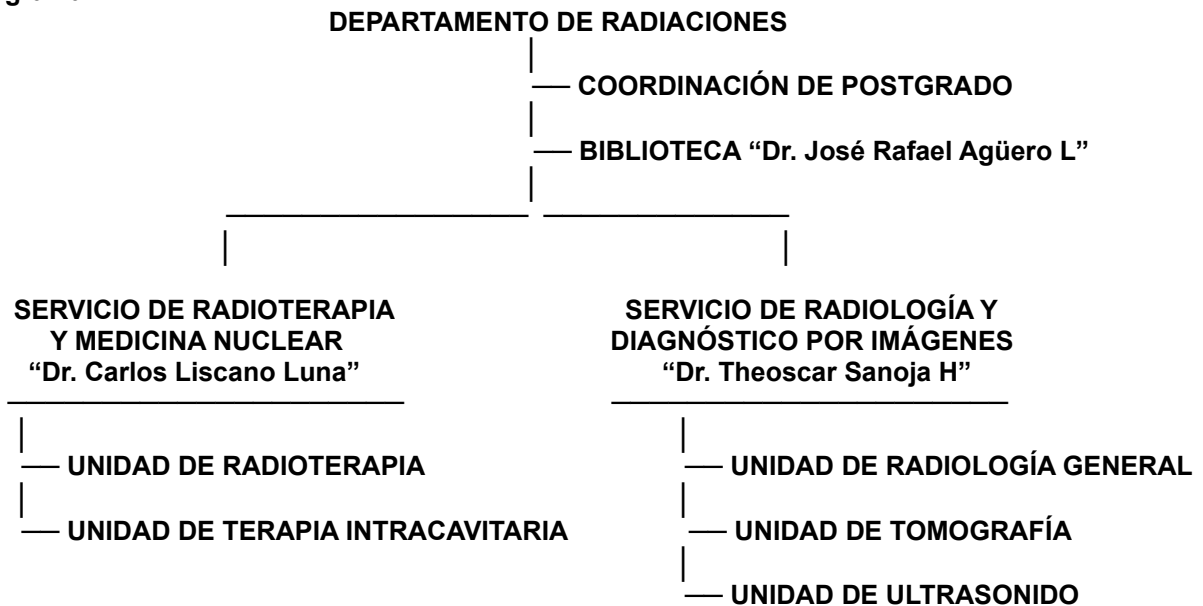 DEPARTAMENTO DE RADIACIONES
COORDINACIÓN DE POSTGRADO
BIBLIOTECA “Dr. José Rafael Agüero L”
SERVICIO DE RADIOTERAPIA
Y MEDICINA NUCLEAR
“Dr. Carlos Liscano Luna”
UNIDAD DE RADIOTERAPIA
UNIDAD DE TERAPIA INTRACAVITARIA
SERVICIO DE RADIOLOGÍA Y
DIAGNÓSTICO POR IMÁGENES
“Dr. Theoscar Sanoja H”
UNIDAD DE RADIOLOGÍA GENERAL
UNIDAD DE TOMOGRAFÍA
UNIDAD DE ULTRASONIDO